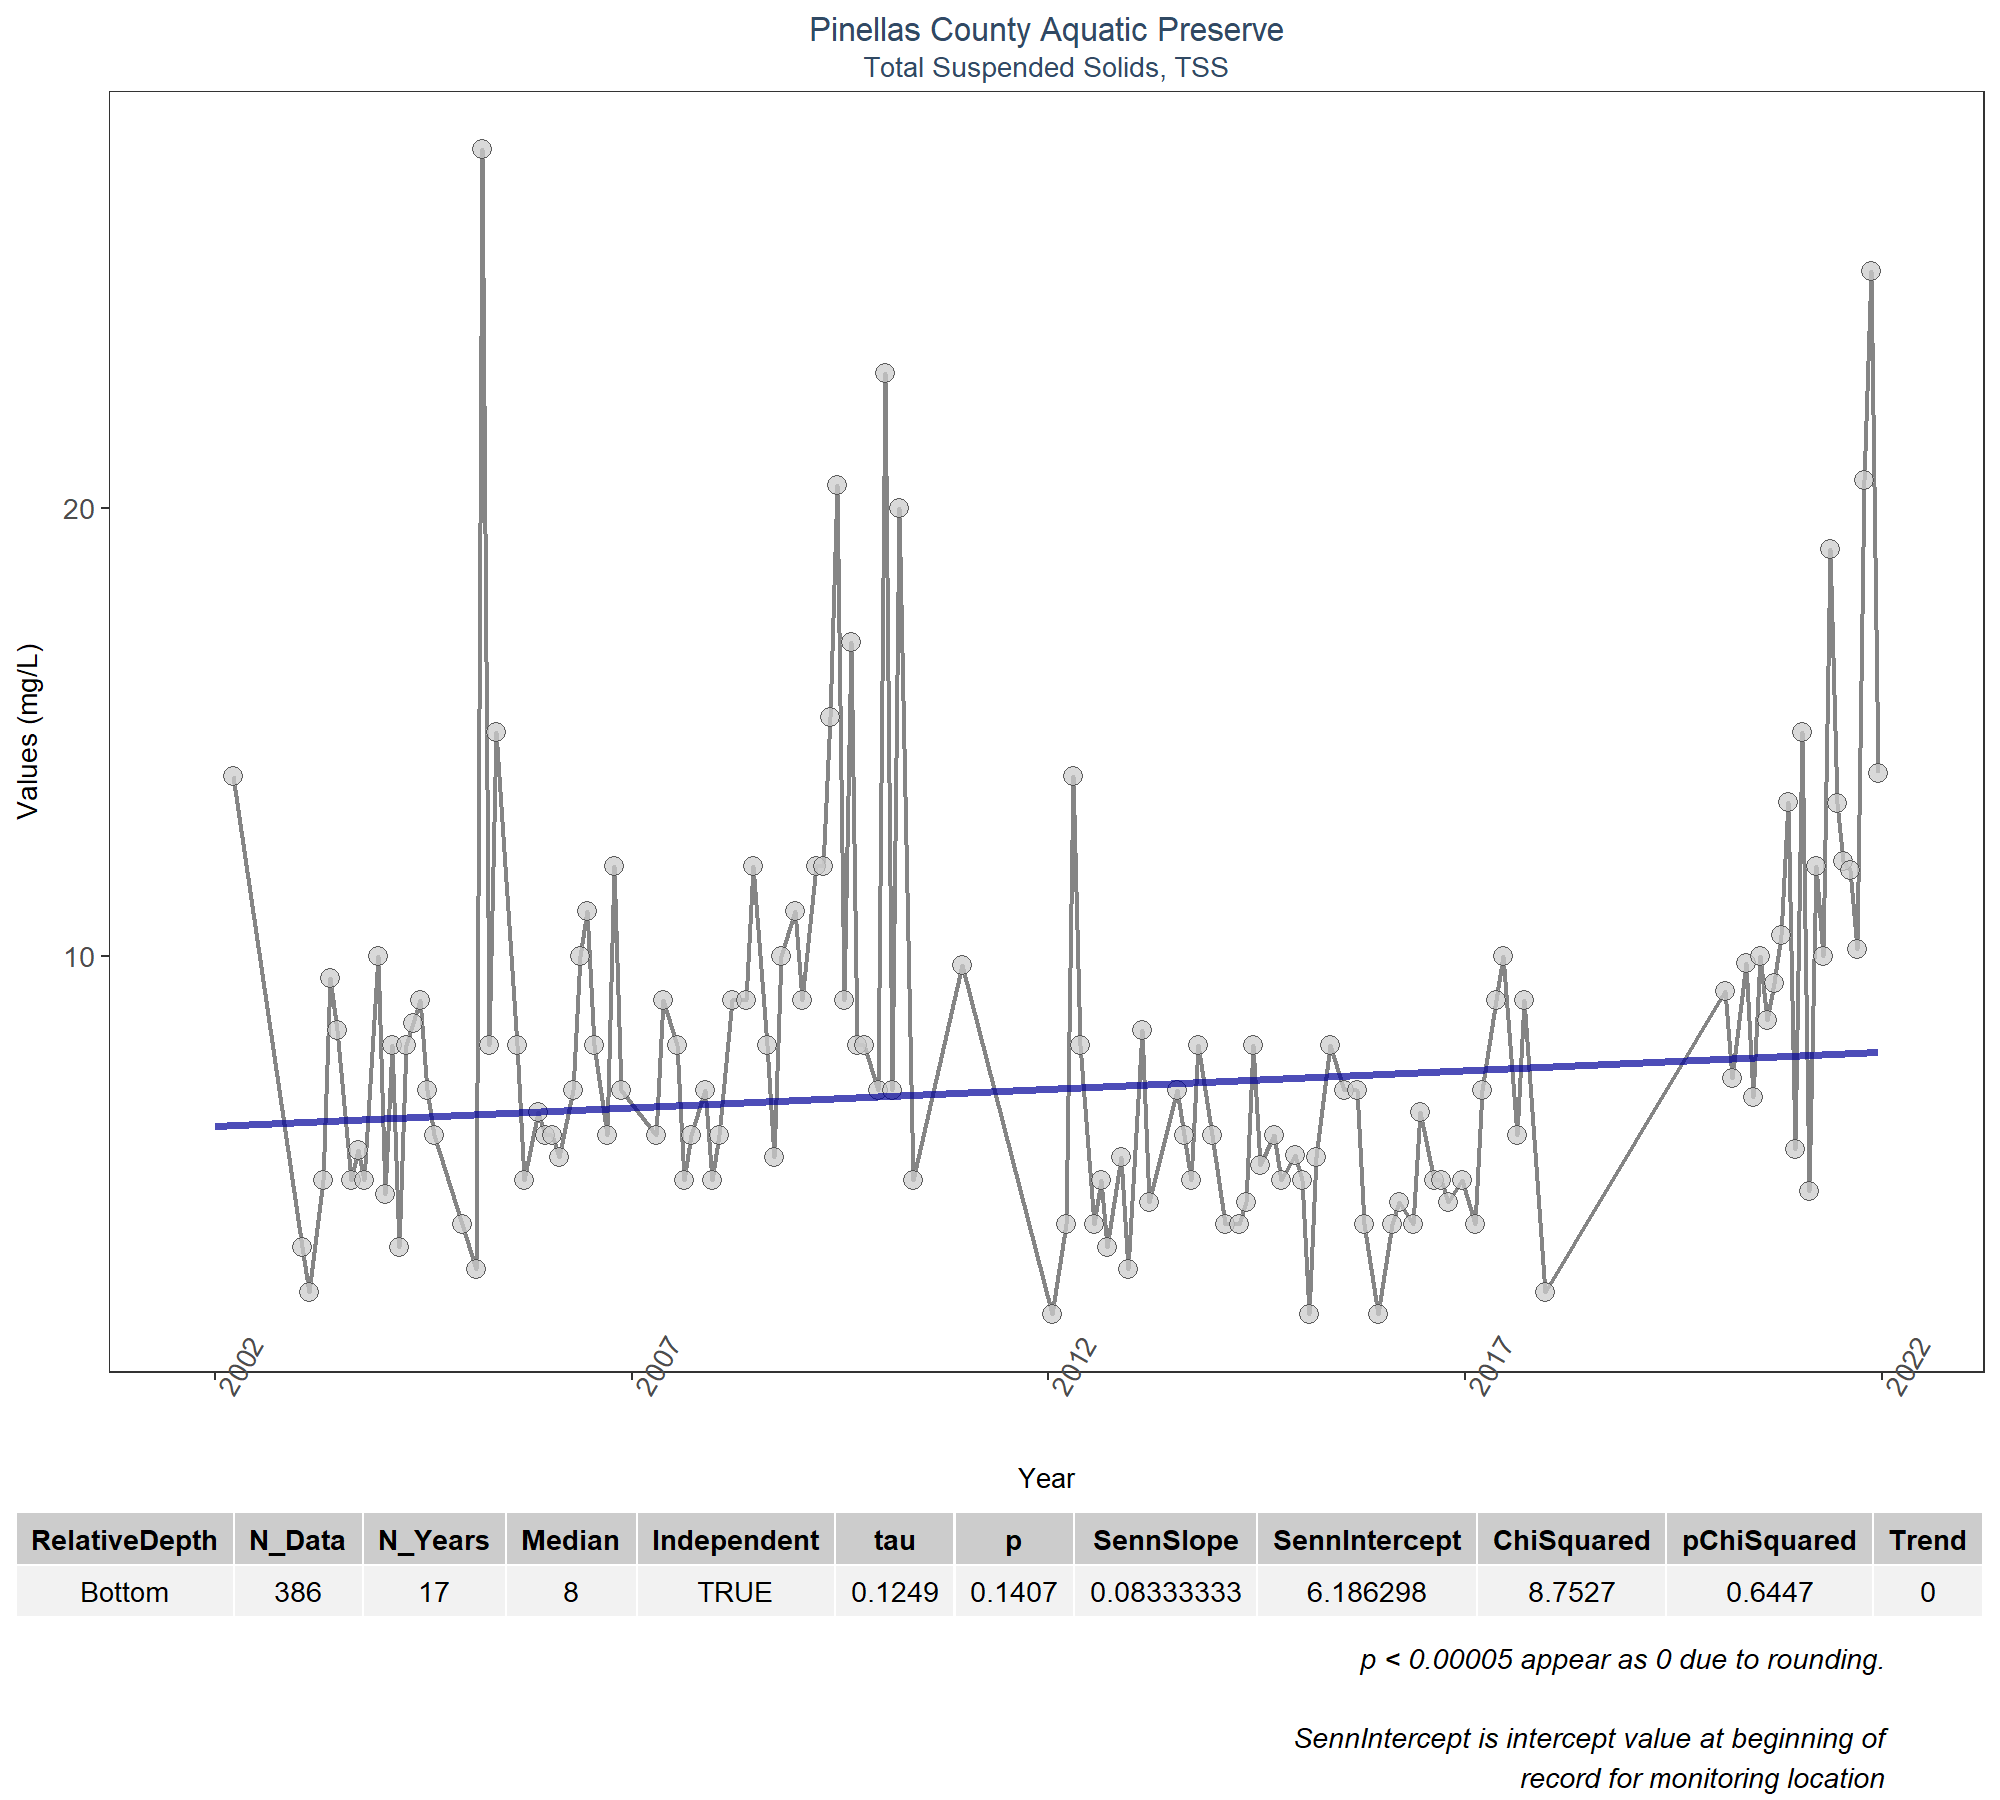 Pinellas County Aquatic Preserve
Total Suspended Solids, TSS
Values (mg/L)
20
10
2002 2007 2012 2017 2022
Year
RelativeDepth N_Data N_Years Median Independent tau p SennSlope SennIntercept ChiSquared pChiSquared Trend
Bottom 386 17 8 TRUE 0.1249 0.1407 0.08333333 6.186298 8.7527 0.6447 0
p < 0.00005 appear as 0 due to rounding.
SennIntercept is intercept value at beginning of
record for monitoring location